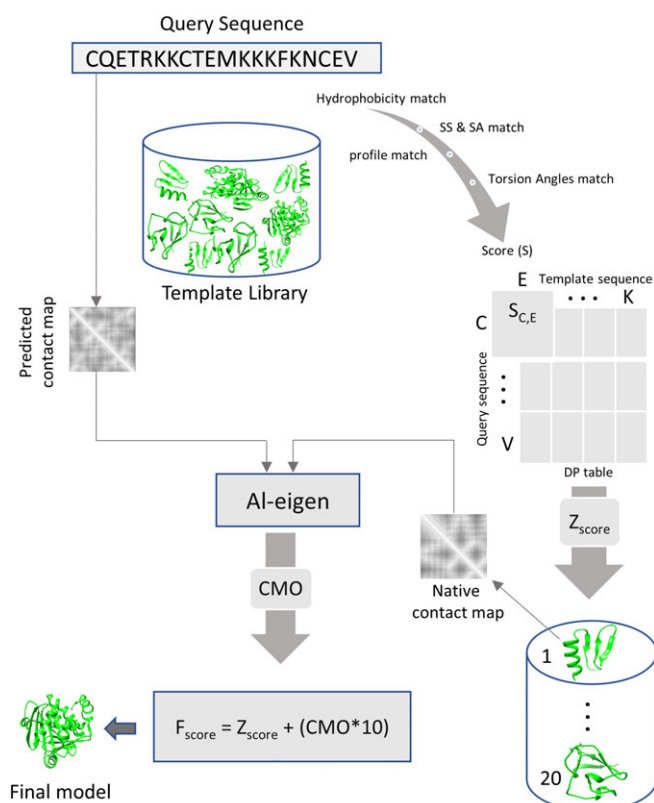 Query Sequence
CQETRKKCTEMKKKFKNCEV
Hydrophobicity match
SS & SA match
profile match
Torsion Angles match
Score (S)
Template Library
E Template sequence
• • • K
C
S_C,E
Query sequence
• • •
V
DP table
Predicted
contact map
Al-eigen
Z_score
CMO
Native
contact map
1
• • •
20
F_score = Z_score + (CMO*10)
Final model